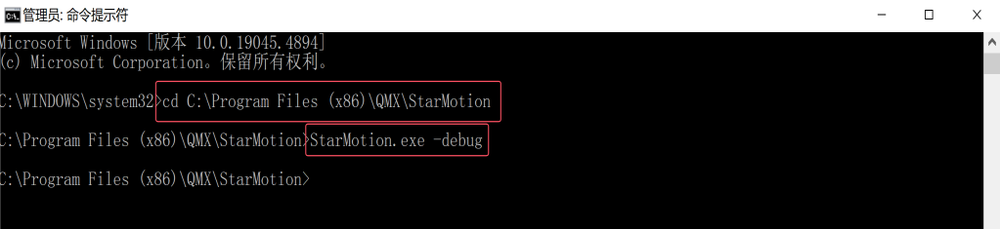 管理员: 命令提示符
Microsoft Windows [版本 10.0.19045.4894]
(c) Microsoft Corporation。保留所有权利。
C:\WINDOWS\system32>cd C:\Program Files (x86)\QMX\StarMotion
C:\Program Files (x86)\QMX\StarMotion>StarMotion.exe -debug
C:\Program Files (x86)\QMX\StarMotion>